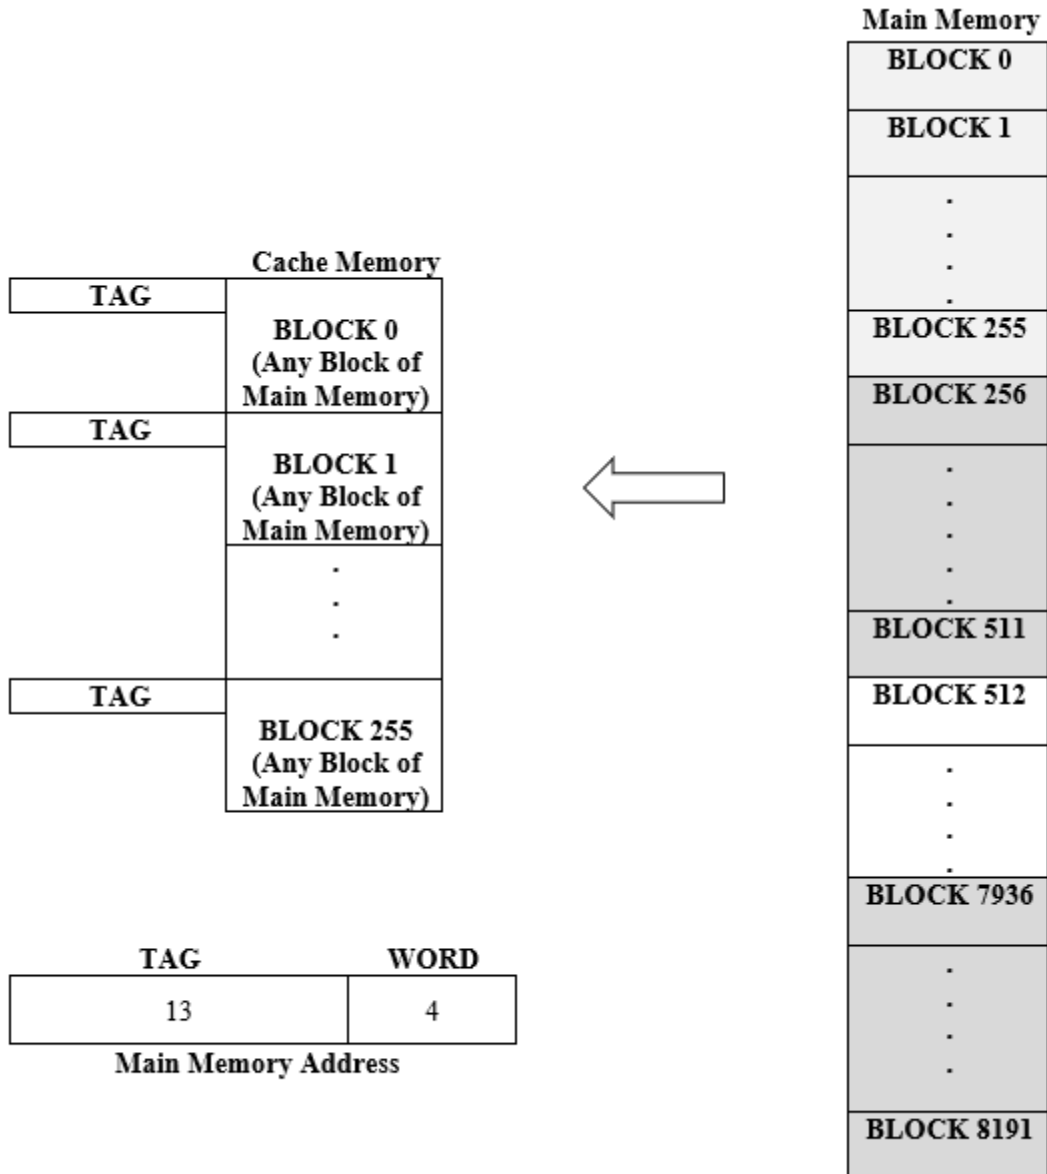 Main Memory
BLOCK 0
BLOCK 1
.
.
.
.
BLOCK 255
BLOCK 256
.
.
.
.
.
BLOCK 511
BLOCK 512
.
.
.
.
BLOCK 7936
.
.
.
.
BLOCK 8191
Cache Memory
TAG
BLOCK 0
(Any Block of
Main Memory)
TAG
BLOCK 1
(Any Block of
Main Memory)
.
.
.
TAG
BLOCK 255
(Any Block of
Main Memory)
TAG WORD
13 4
Main Memory Address